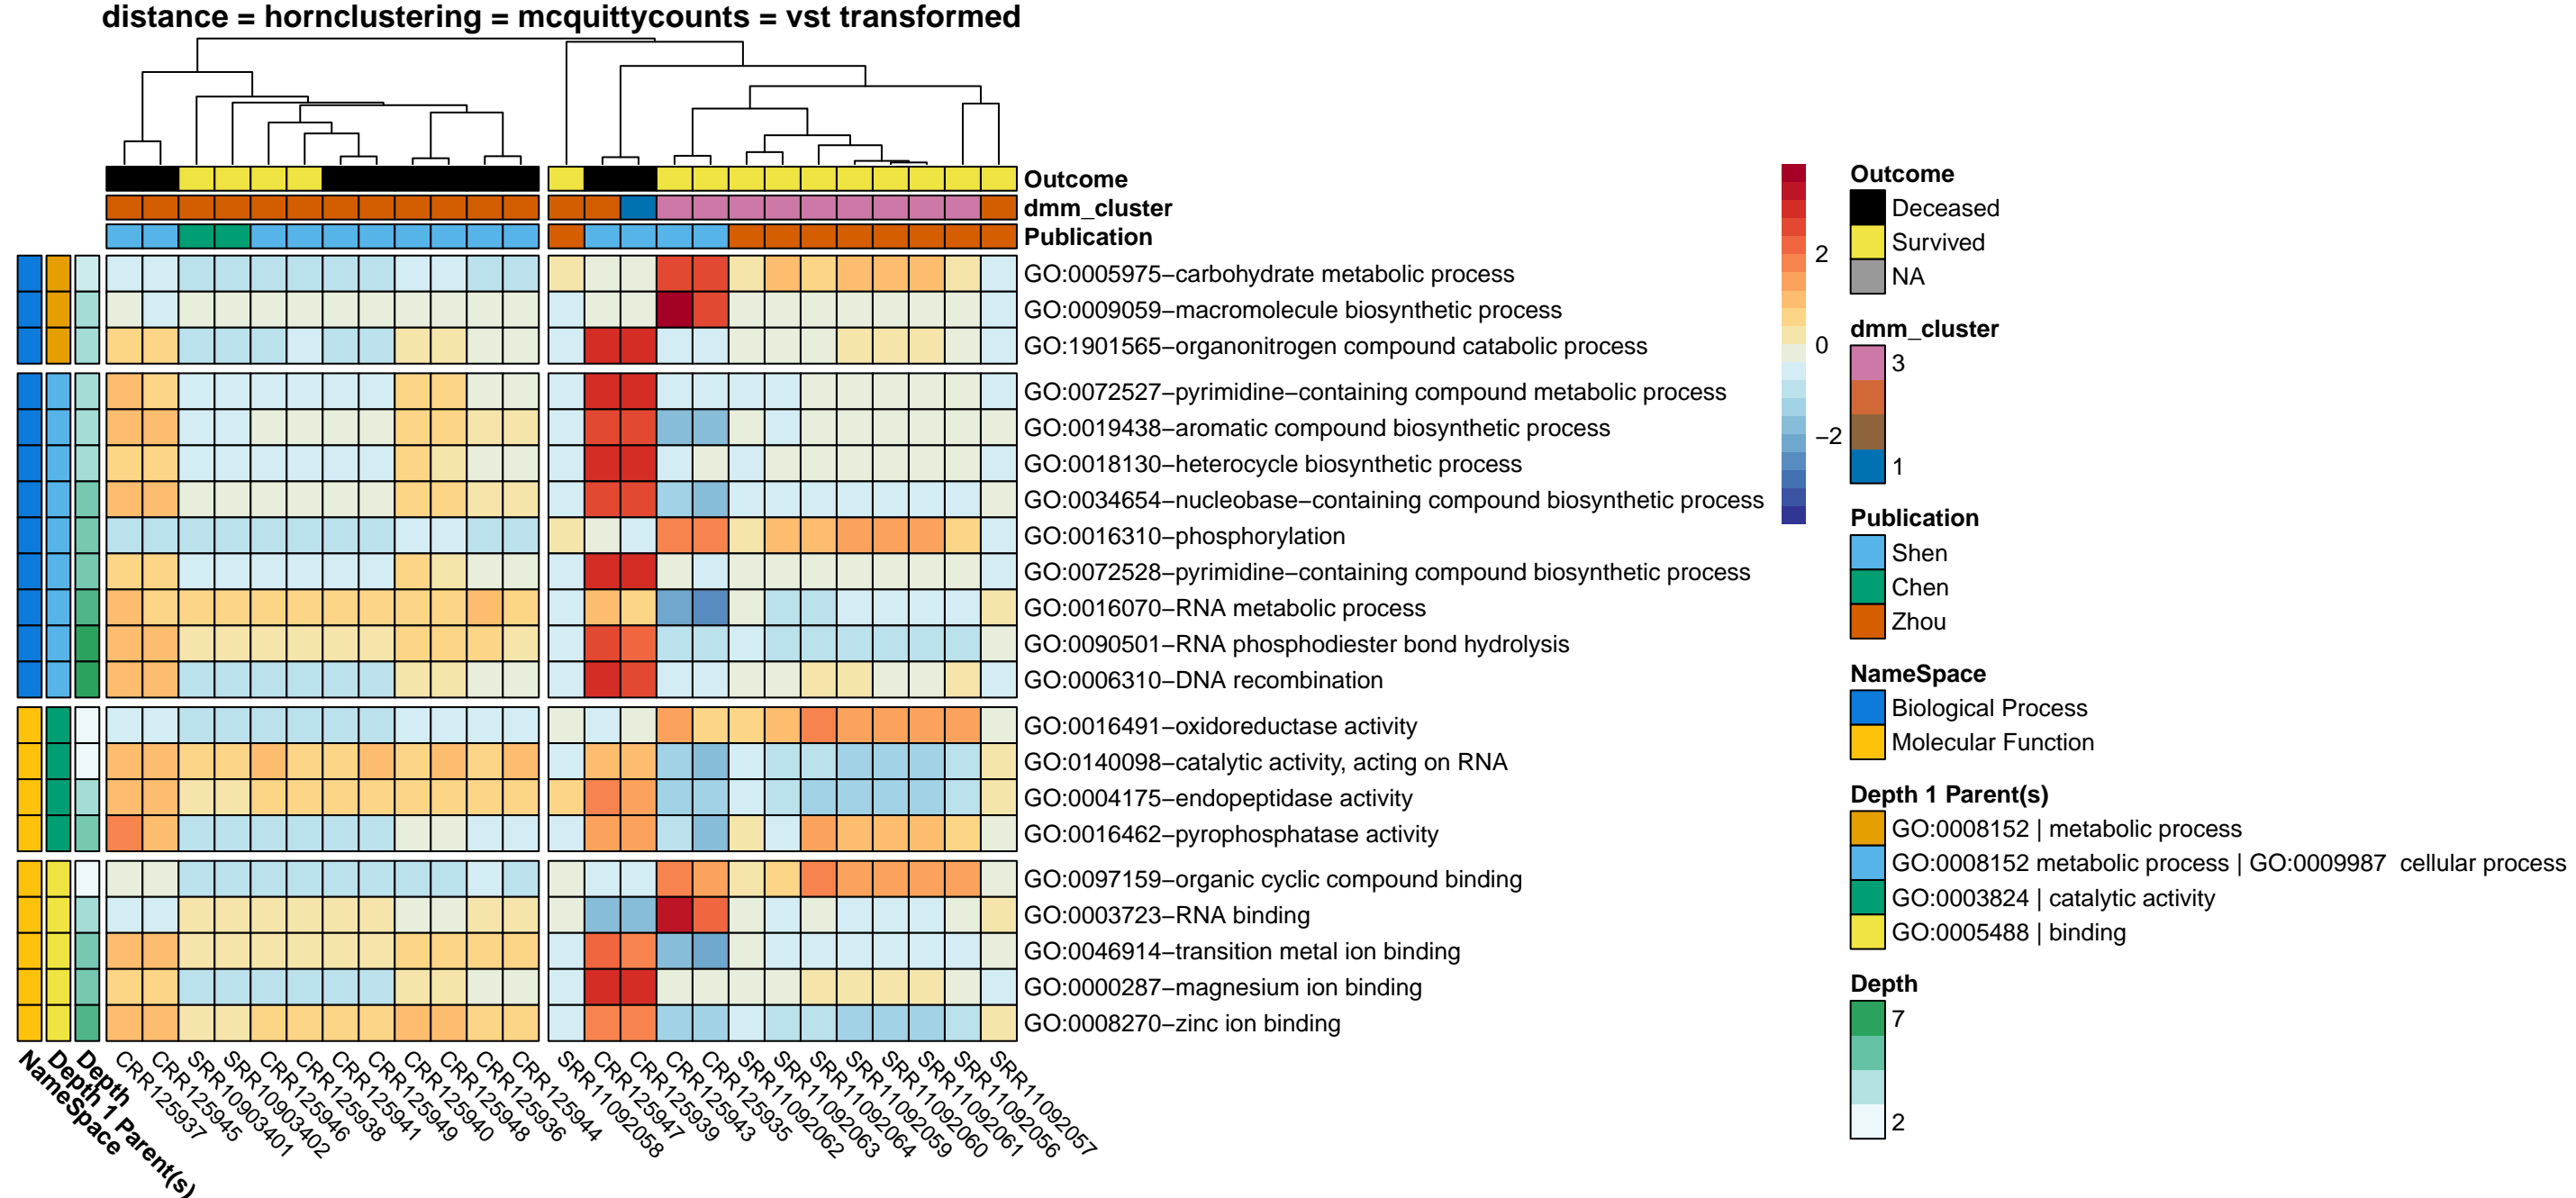 distance = hornclustering = mcquittycounts = vst transformed
Outcome
dmm_cluster
Publication
GO:0005975−carbohydrate metabolic process
GO:0009059−macromolecule biosynthetic process
GO:1901565−organonitrogen compound catabolic process
GO:0072527−pyrimidine−containing compound metabolic process
GO:0019438−aromatic compound biosynthetic process
GO:0018130−heterocycle biosynthetic process
GO:0034654−nucleobase−containing compound biosynthetic process
GO:0016310−phosphorylation
GO:0072528−pyrimidine−containing compound biosynthetic process
GO:0016070−RNA metabolic process
GO:0090501−RNA phosphodiester bond hydrolysis
GO:0006310−DNA recombination
GO:0016491−oxidoreductase activity
GO:0140098−catalytic activity, acting on RNA
GO:0004175−endopeptidase activity
GO:0016462−pyrophosphatase activity
GO:0097159−organic cyclic compound binding
GO:0003723−RNA binding
GO:0046914−transition metal ion binding
GO:0000287−magnesium ion binding
GO:0008270−zinc ion binding
NameSpace
Depth 1 Parent(s)
Depth
CRR125937
CRR125945
SRR10903401
SRR10903402
CRR125946
CRR125938
CRR125941
CRR125949
CRR125940
CRR125948
CRR125936
CRR125944
SRR11092058
CRR125947
CRR125939
CRR125943
CRR125935
SRR11092062
SRR11092063
SRR11092064
SRR11092059
SRR11092060
SRR11092061
SRR11092056
SRR11092057
2
0
−2
Outcome
Deceased
Survived
NA
dmm_cluster
3
1
Publication
Shen
Chen
Zhou
NameSpace
Biological Process
Molecular Function
Depth 1 Parent(s)
GO:0008152 | metabolic process
GO:0008152 metabolic process | GO:0009987  cellular process
GO:0003824 | catalytic activity
GO:0005488 | binding
Depth
7
2